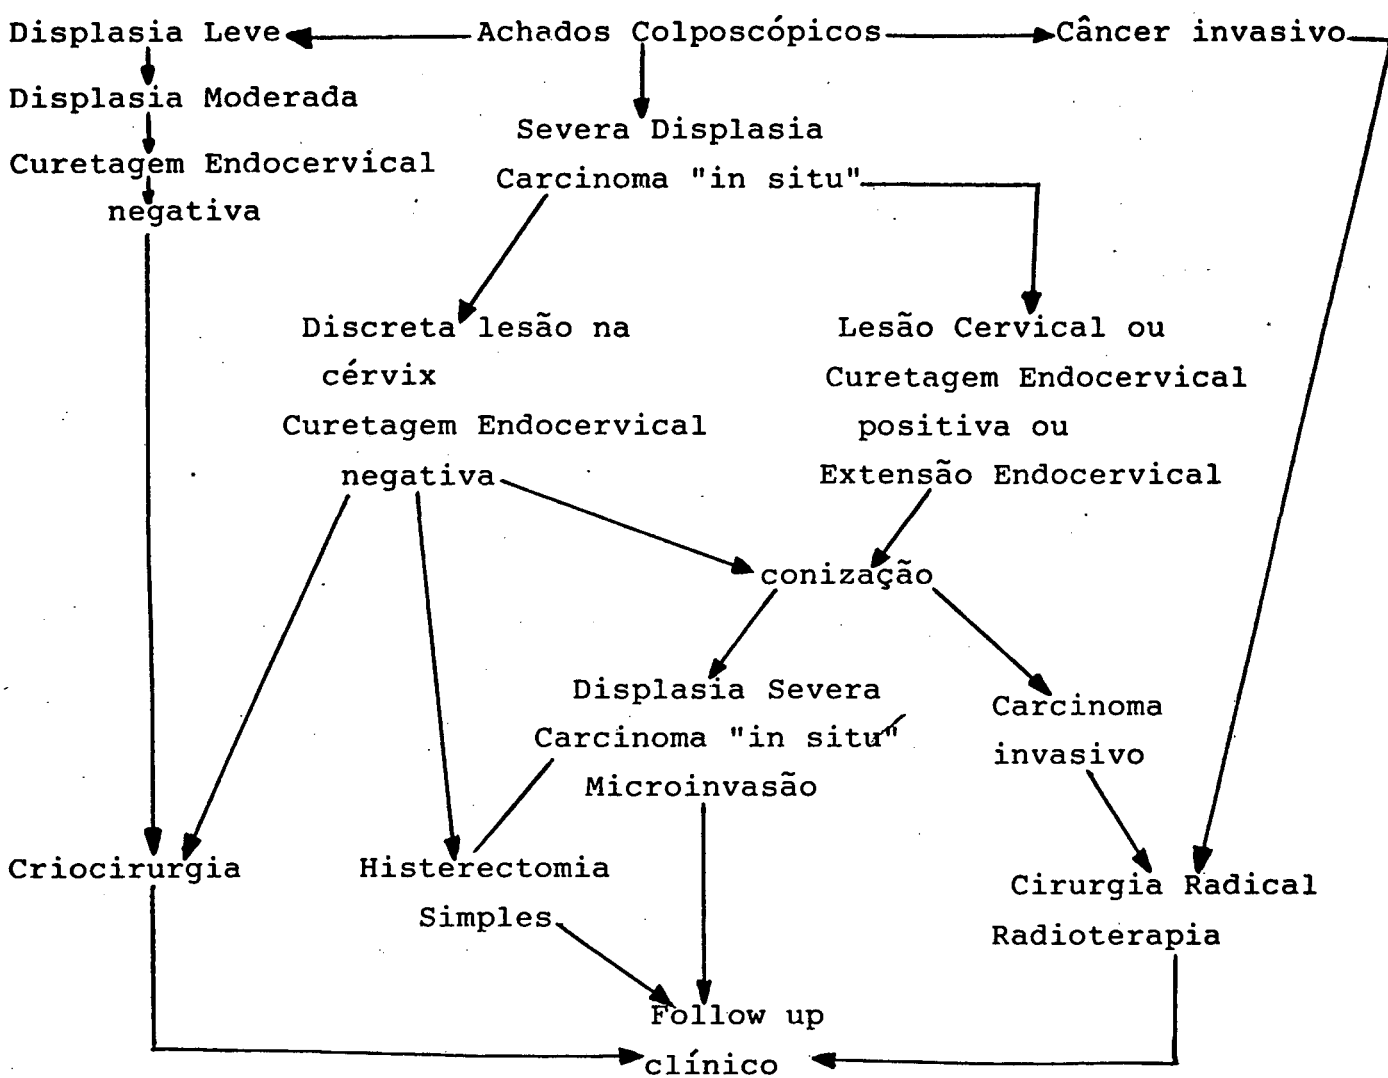 Displasia Leve Achados Colposcópicos Câncer invasivo
Displasia Moderada
Severa Displasia
Curetagem Endocervical
Carcinoma "in situ"
negativa
Discreta lesão na
cérvix
Curetagem Endocervical
negativa
Lesão Cervical ou
Curetagem Endocervical
positiva ou
Extensão Endocervical
conização
Displasia Severa
Carcinoma "in situ"
Microinvasão
Carcinoma
invasivo
Criocirurgia
Histerectomia
Simples
Cirurgia Radical
Radioterapia
Follow up
clínico